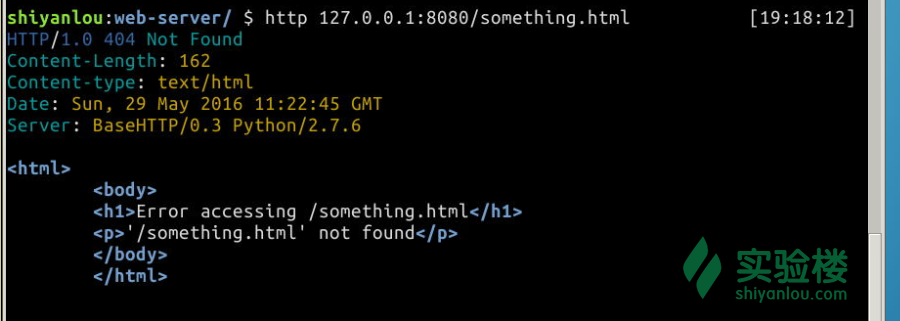 shiyanlou:web-server/ $ http 127.0.0.1:8080/something.html [19:18:12]
HTTP/1.0 404 Not Found
Content-Length: 162
Content-type: text/html
Date: Sun, 29 May 2016 11:22:45 GMT
Server: BaseHTTP/0.3 Python/2.7.6
<html>
<body>
<h1>Error accessing /something.html</h1>
<p>'/something.html' not found</p>
</body>
</html>
实验楼
shiyanlou.com